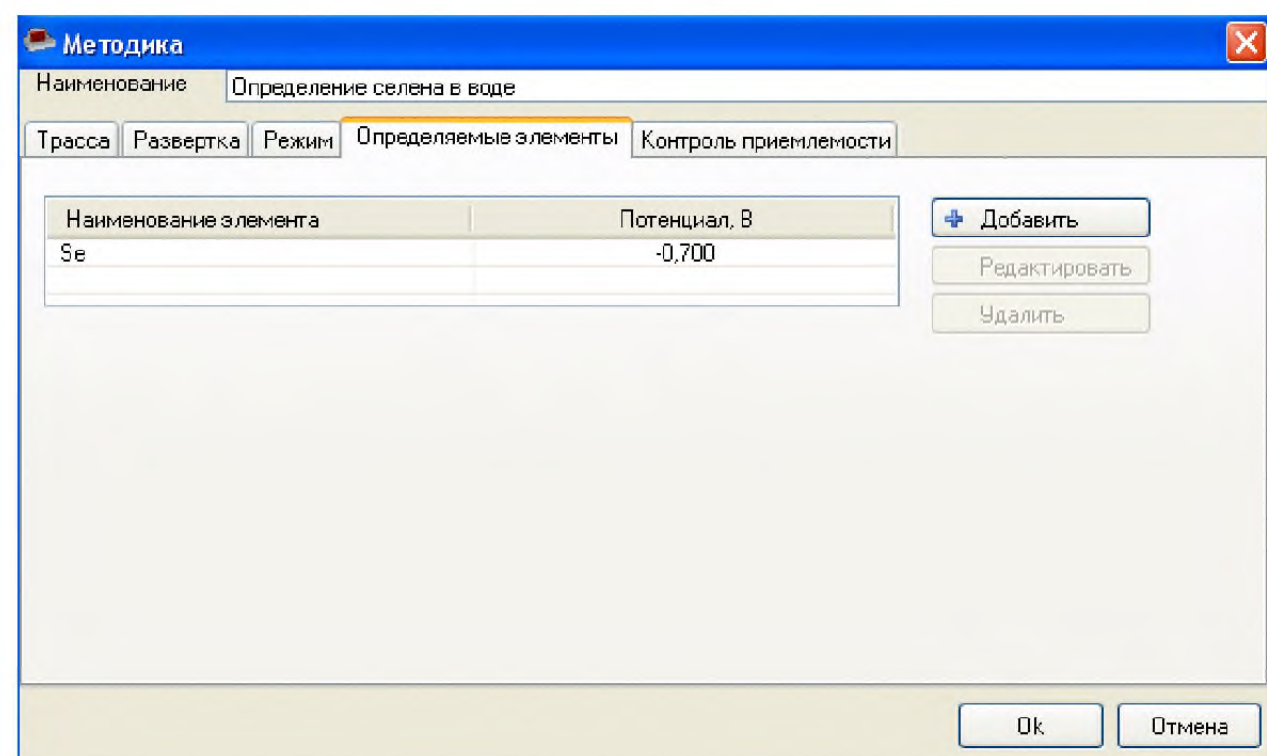 Методика
Наименование Определение селена в воде
Трасса Развертка Режим Определяемые элементы Контроль приемлемости
Наименование элемента Потенциал, В
Se -0,700
Добавить
Редактировать
Удалить
Ok Отмена